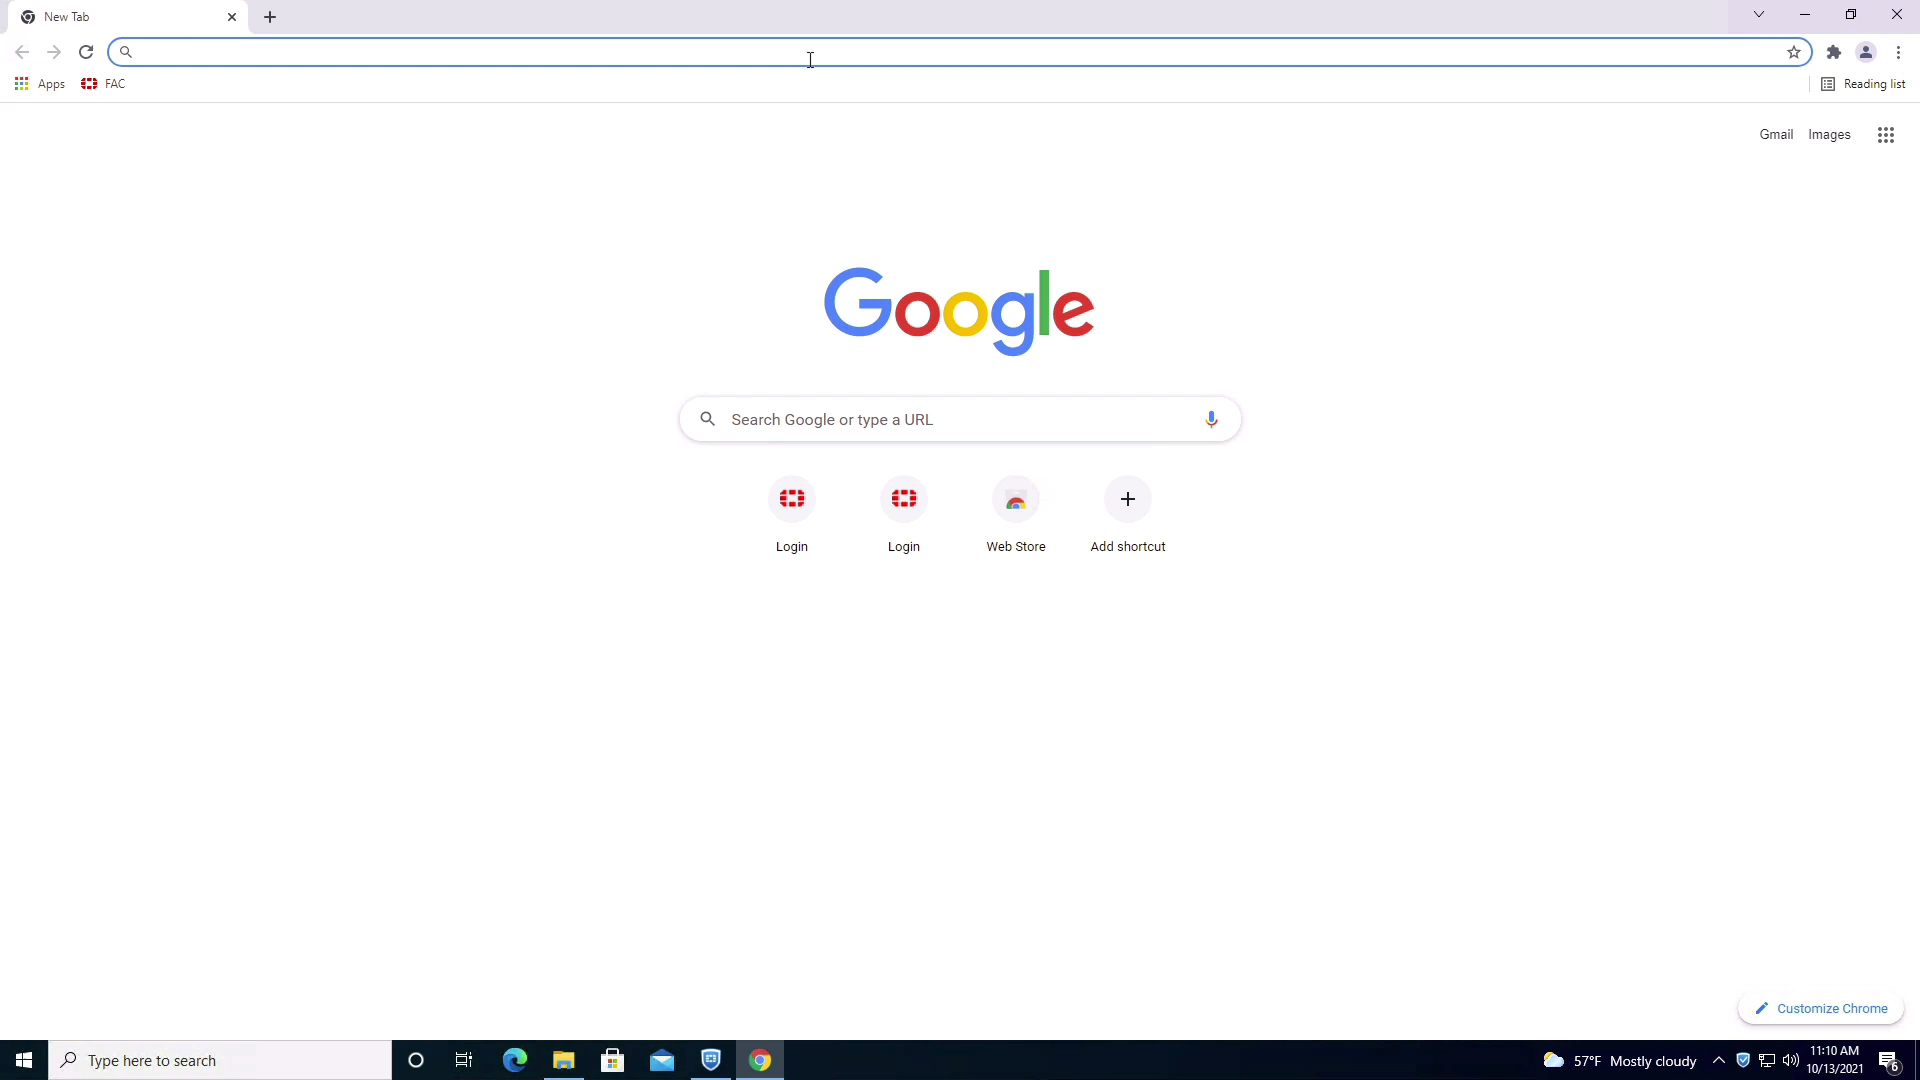 New Tab
Apps
FAC
Reading list
Gmail
Images
Google
Search Google or type a URL
Login
Login
Web Store
Add shortcut
Customize Chrome
Type here to search
57°F Mostly cloudy
11:10 AM
10/13/2021
6